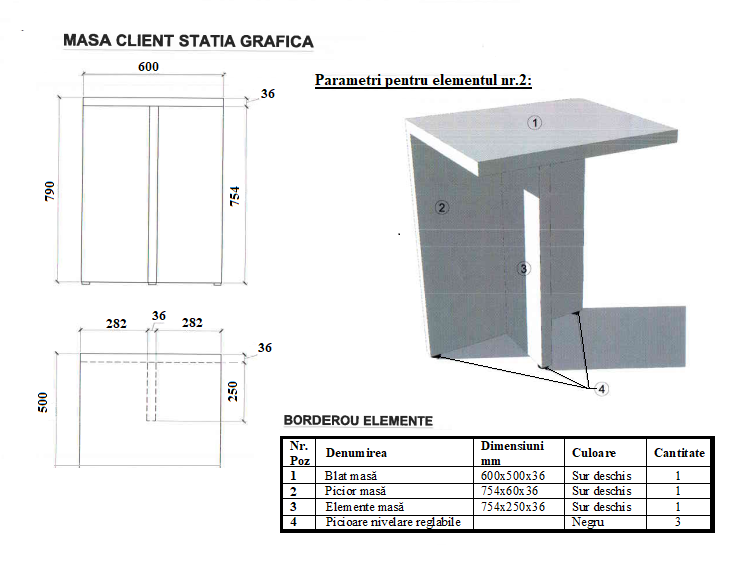 MASA CLIENT STATIA GRAFICA
600
36
790
754
Parametri pentru elementul nr.2:
1
2
3
4
282
36
282
36
500
250
BORDEROU ELEMENTE
Nr. Poz Denumirea Dimensiuni mm Culoare Cantitate
1 Blat masă 600x500x36 Sur deschis 1
2 Picior masă 754x60x36 Sur deschis 1
3 Elemente masă 754x250x36 Sur deschis 1
4 Picioare nivelare reglabile Negru 3